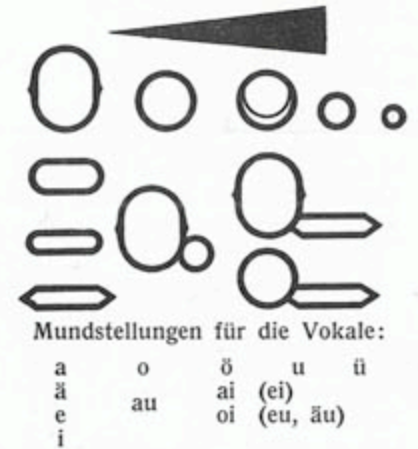 Mundstellungen für die Vokale:
a o ö u ü
ä ai (ei)
au
e oi (eu, äu)
i